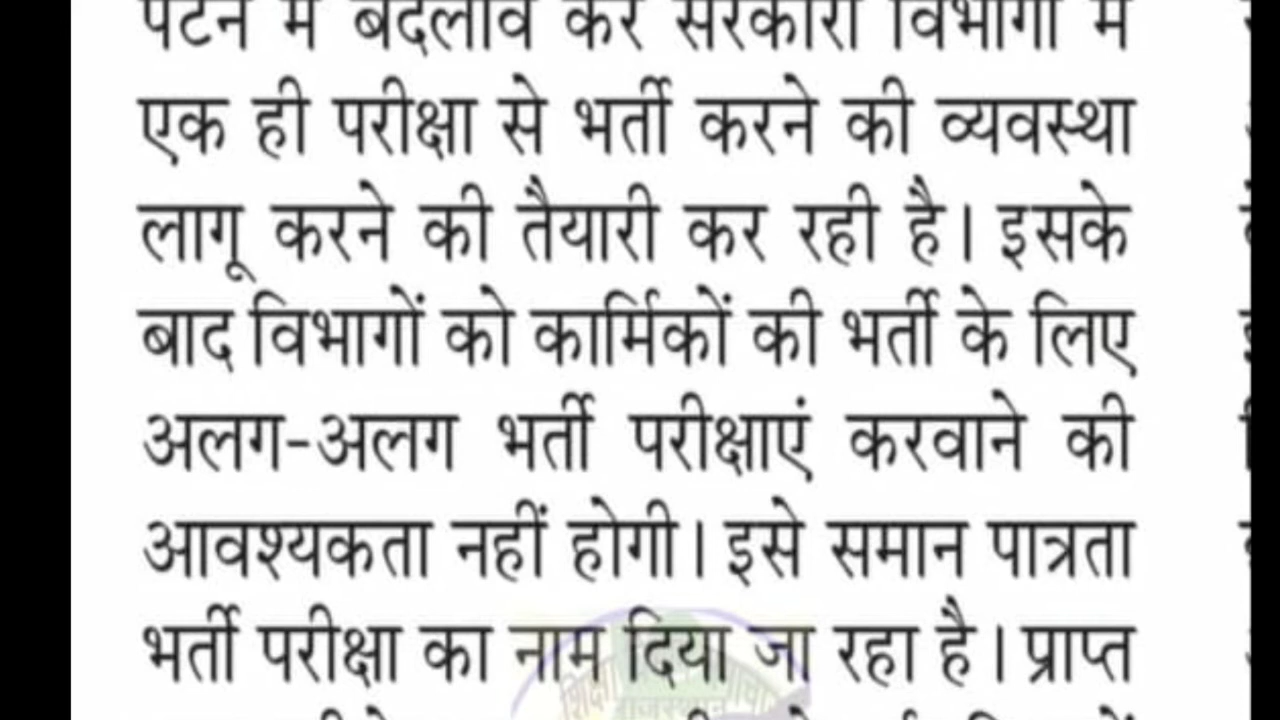 में बदलाव कर सरकारी विभागों में
एक ही परीक्षा से भर्ती करने की व्यवस्था
लागू करने की तैयारी कर रही है। इसके
बाद विभागों को कार्मिकों की भर्ती के लिए
अलग-अलग भर्ती परीक्षाएं करवाने की
आवश्यकता नहीं होगी। इसे समान पात्रता
भर्ती परीक्षा का नाम दिया जा रहा है। प्राप्त
शिक्षा
राजस्थान